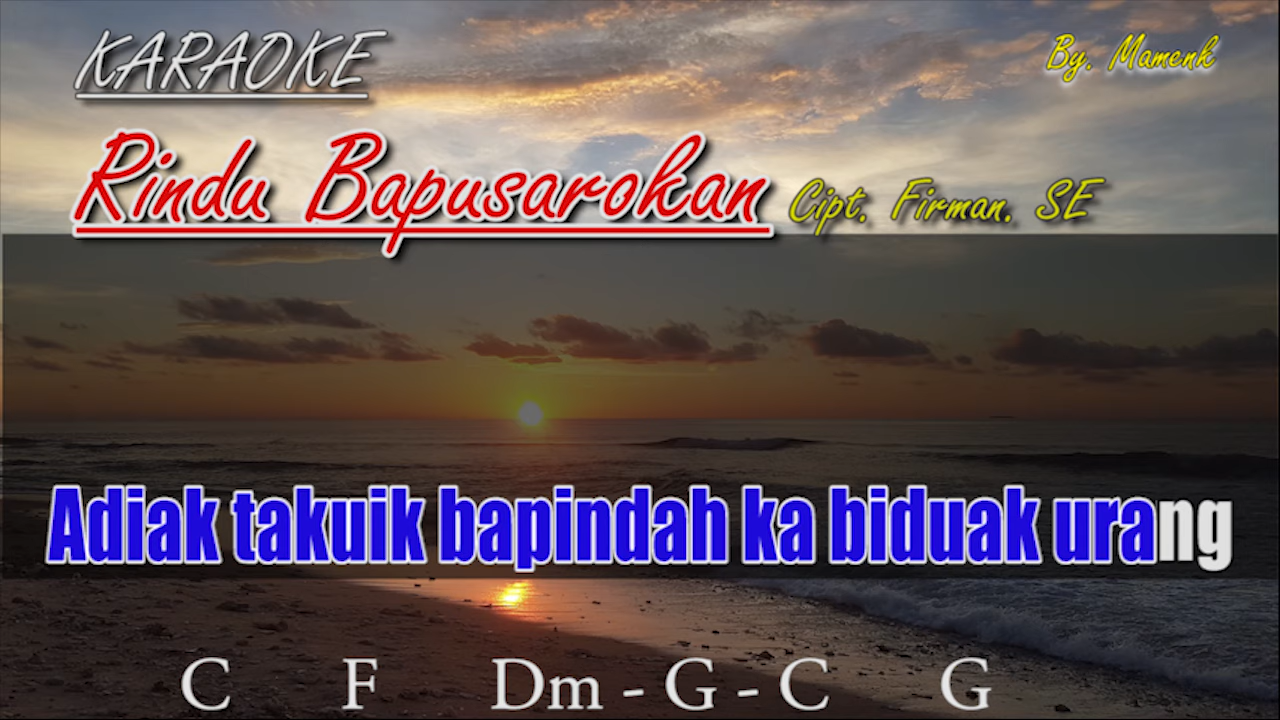 KARAOKE
By. Mamenk
Rindu Bapusarokan
Cipt. Firman. SE
Adiak takuik bapindah ka biduak urang
C F Dm - G - C G